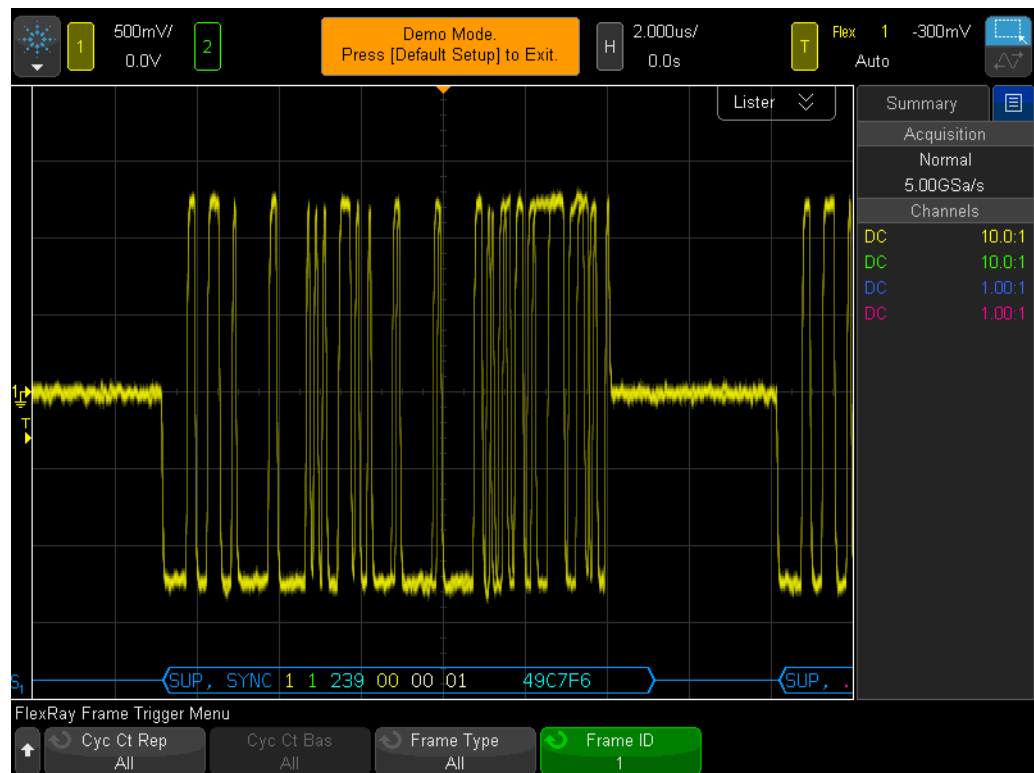 1 500mV/ 0.0V 2
Demo Mode.
Press [Default Setup] to Exit.
H 2.000us/ 0.0s
T Flex 1 -300mV
Auto
Lister
Summary
Acquisition
Normal
5.00GSa/s
Channels
DC 10.0:1
DC 10.0:1
DC 1.00:1
DC 1.00:1
1
T
S1 SUP, SYNC 1 1 239 00 00 01 49C7F6 SUP, .
FlexRay Frame Trigger Menu
Cyc Ct Rep
All
Cyc Ct Bas
All
Frame Type
All
Frame ID
1